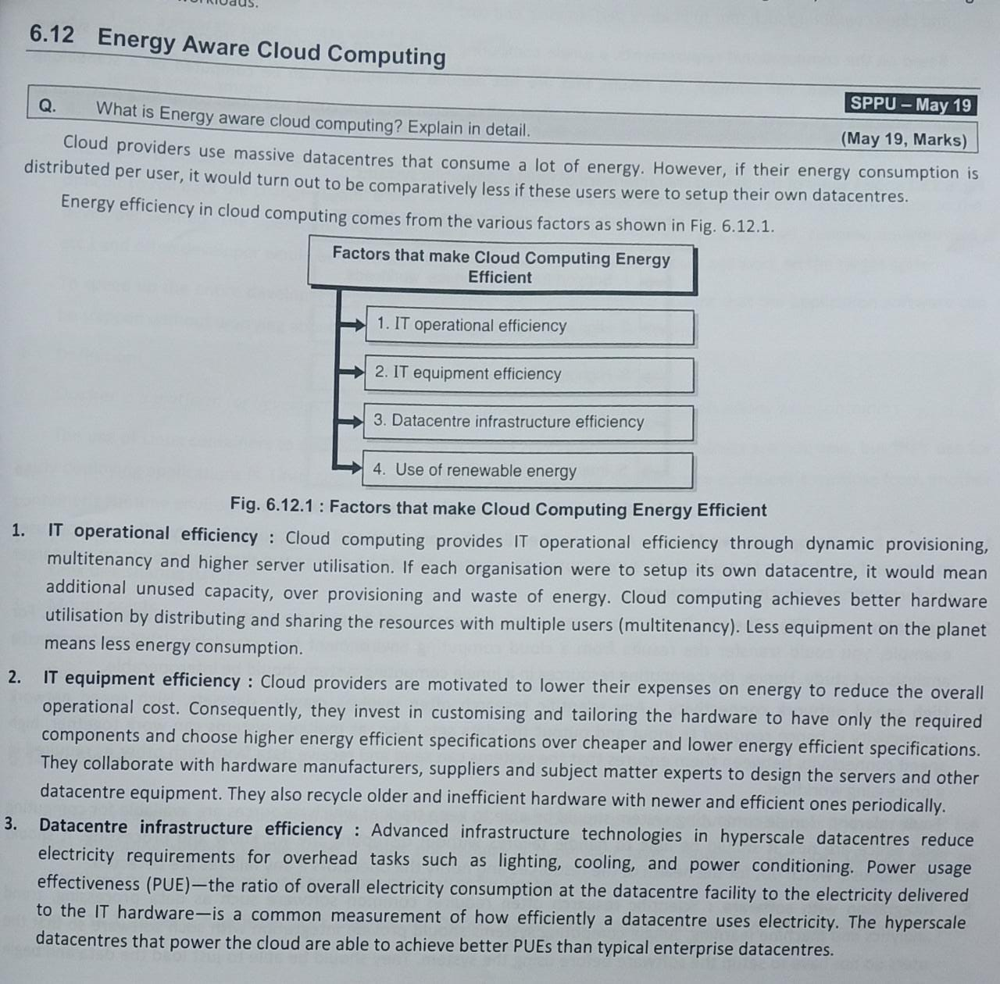 6.12 Energy Aware Cloud Computing
SPPU – May 19
Q. What is Energy aware cloud computing? Explain in detail. (May 19, Marks)
Cloud providers use massive datacentres that consume a lot of energy. However, if their energy consumption is
distributed per user, it would turn out to be comparatively less if these users were to setup their own datacentres.
Energy efficiency in cloud computing comes from the various factors as shown in Fig. 6.12.1.
Factors that make Cloud Computing Energy
Efficient
1. IT operational efficiency
2. IT equipment efficiency
3. Datacentre infrastructure efficiency
4. Use of renewable energy
Fig. 6.12.1 : Factors that make Cloud Computing Energy Efficient
1. IT operational efficiency : Cloud computing provides IT operational efficiency through dynamic provisioning,
multitenancy and higher server utilisation. If each organisation were to setup its own datacentre, it would mean
additional unused capacity, over provisioning and waste of energy. Cloud computing achieves better hardware
utilisation by distributing and sharing the resources with multiple users (multitenancy). Less equipment on the planet
means less energy consumption.
2. IT equipment efficiency : Cloud providers are motivated to lower their expenses on energy to reduce the overall
operational cost. Consequently, they invest in customising and tailoring the hardware to have only the required
components and choose higher energy efficient specifications over cheaper and lower energy efficient specifications.
They collaborate with hardware manufacturers, suppliers and subject matter experts to design the servers and other
datacentre equipment. They also recycle older and inefficient hardware with newer and efficient ones periodically.
3. Datacentre infrastructure efficiency : Advanced infrastructure technologies in hyperscale datacentres reduce
electricity requirements for overhead tasks such as lighting, cooling, and power conditioning. Power usage
effectiveness (PUE)—the ratio of overall electricity consumption at the datacentre facility to the electricity delivered
to the IT hardware—is a common measurement of how efficiently a datacentre uses electricity. The hyperscale
datacentres that power the cloud are able to achieve better PUEs than typical enterprise datacentres.